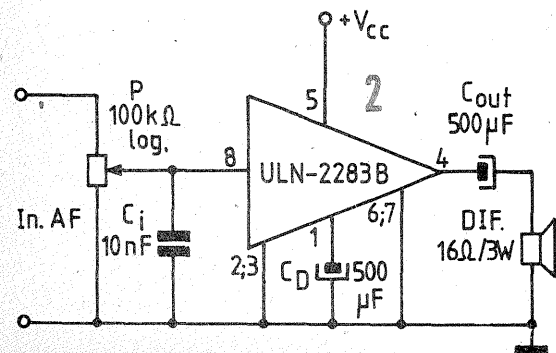 +Vcc
2
P
100kΩ
log.
5
Cout
500µF
8
ULN-2283B
4
In. AF
Ci
10nF
2;3
1
CD
500
µF
6;7
DIF.
16Ω/3W